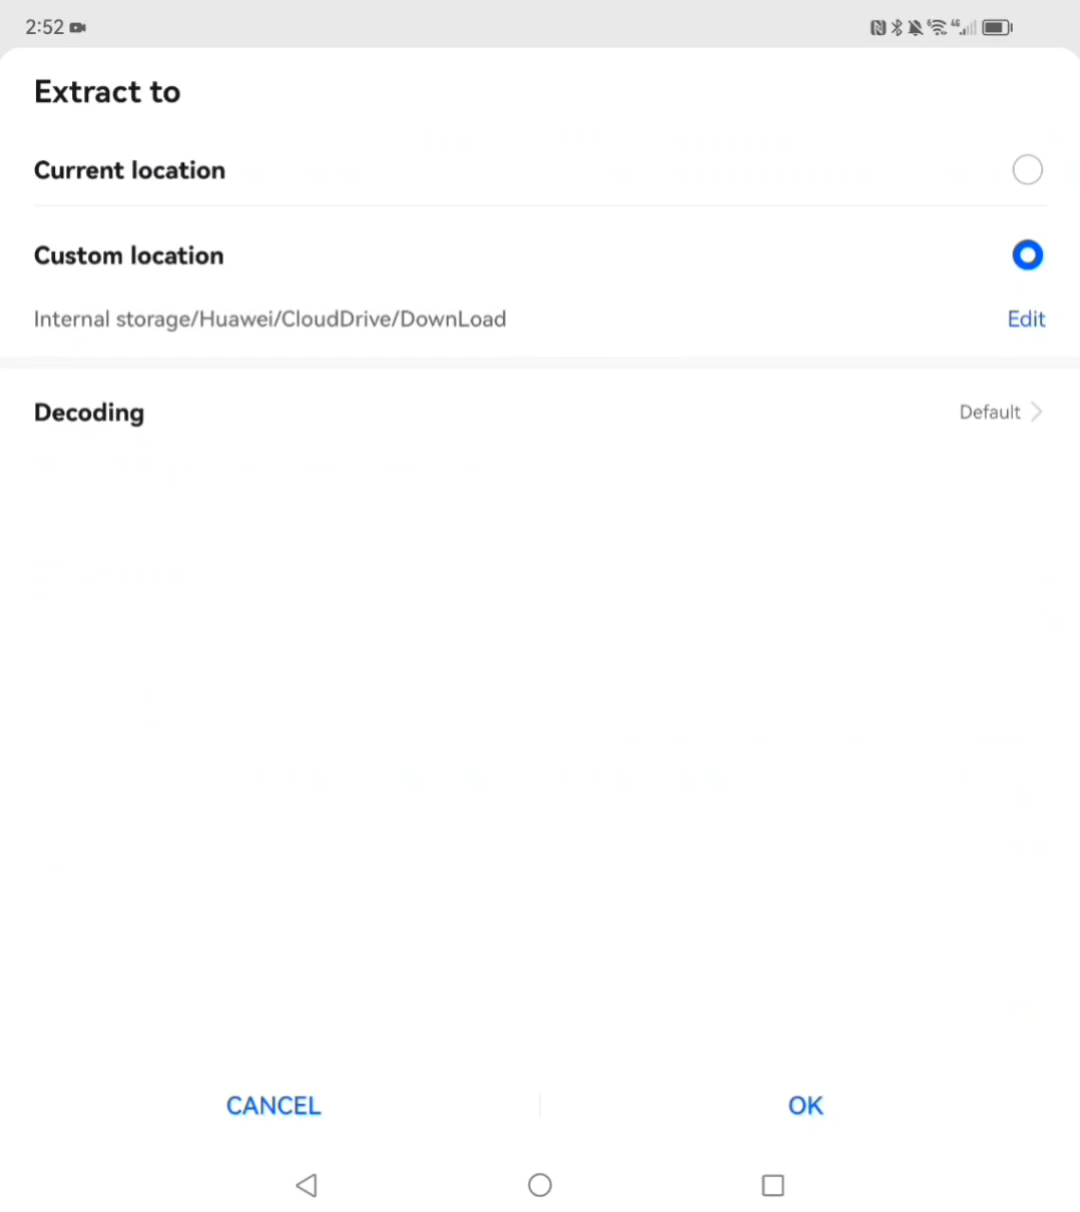 2:52
Extract to
Current location
Custom location
Internal storage/Huawei/CloudDrive/DownLoad
Edit
Decoding
Default
CANCEL
OK